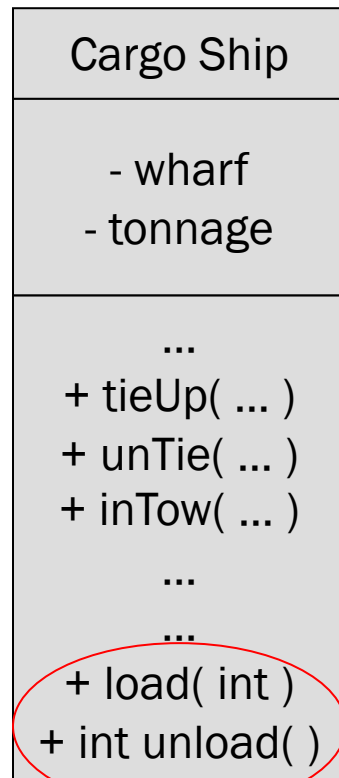 Cargo Ship
- wharf
- tonnage
...
+ tieUp( ... )
+ unTie( ... )
+ inTow( ... )
...
...
+ load( int )
+ int unload( )